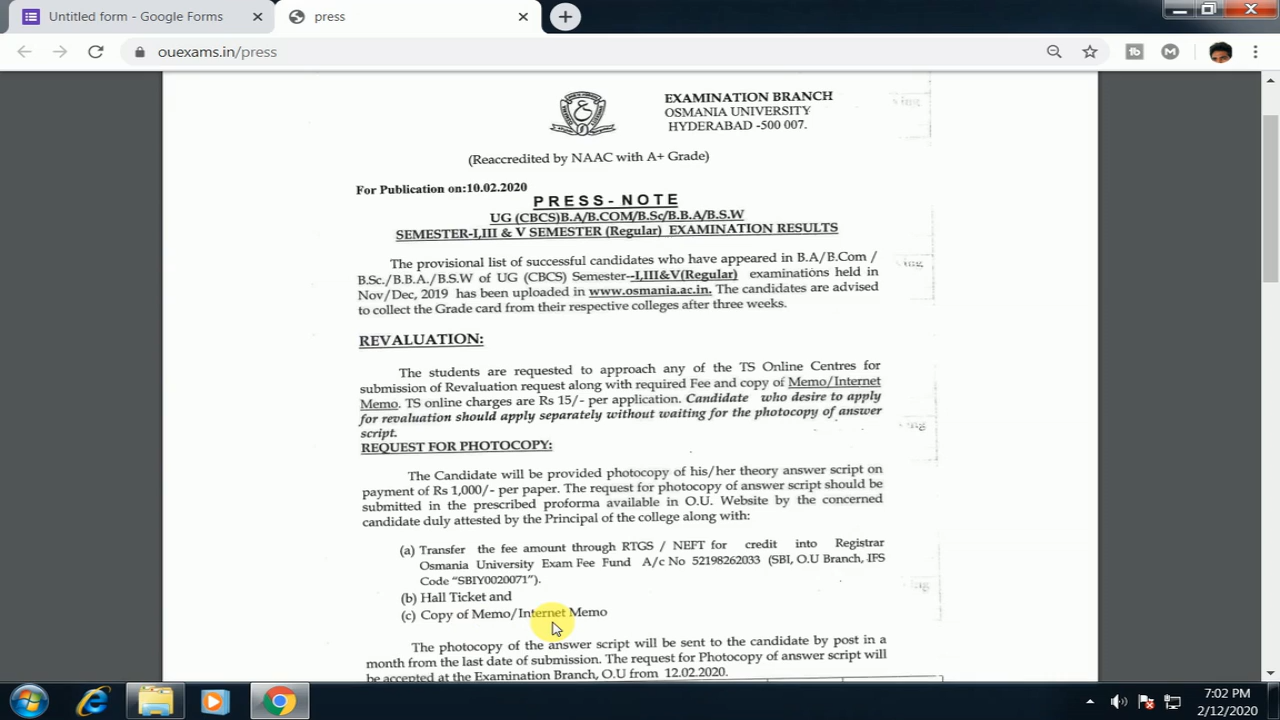 Untitled form - Google Forms
press
ouexams.in/press
EXAMINATION BRANCH
OSMANIA UNIVERSITY
HYDERABAD -500 007.
(Reaccredited by NAAC with A+ Grade)
For Publication on:10.02.2020
PRESS- NOTE
UG (CBCS)B.A/B.COM/B.Sc/B.B.A/B.S.W
SEMESTER-I,III & V SEMESTER (Regular) EXAMINATION RESULTS
The provisional list of successful candidates who have appeared in B.A/B.Com /
B.Sc./B.B.A./B.S.W of UG (CBCS) Semester--I,III&V(Regular) examinations held in
Nov/Dec, 2019 has been uploaded in www.osmania.ac.in. The candidates are advised
to collect the Grade card from their respective colleges after three weeks.
REVALUATION:
The students are requested to approach any of the TS Online Centres for
submission of Revaluation request along with required Fee and copy of Memo/Internet
Memo. TS online charges are Rs 15/- per application. Candidate who desire to apply
for revaluation should apply separately without waiting for the photocopy of answer
script.
REQUEST FOR PHOTOCOPY:
The Candidate will be provided photocopy of his/her theory answer script on
payment of Rs 1,000/- per paper. The request for photocopy of answer script should be
submitted in the prescribed proforma available in O.U. Website by the concerned
candidate duly attested by the Principal of the college along with:
(a) Transfer the fee amount through RTGS / NEFT for credit into Registrar
Osmania University Exam Fee Fund A/c No 52198262033 (SBI, O.U Branch, IFS
Code "SBIY0020071").
(b) Hall Ticket and
(c) Copy of Memo/Internet Memo
The photocopy of the answer script will be sent to the candidate by post in a
month from the last date of submission. The request for Photocopy of answer script will
be accepted at the Examination Branch, O.U from 12.02.2020.
7:02 PM
2/12/2020